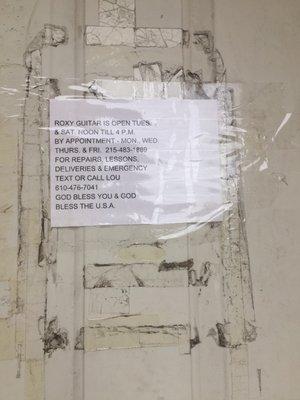 ROXY GUITAR IS OPEN TUES.
& SAT. NOON TILL 4 P.M.
BY APPOINTMENT - MON., WED.
THURS. & FRI. 215-483-1889
FOR REPAIRS, LESSONS,
DELIVERIES & EMERGENCY
TEXT OR CALL LOU
610-476-7041
GOD BLESS YOU & GOD
BLESS THE U.S.A.